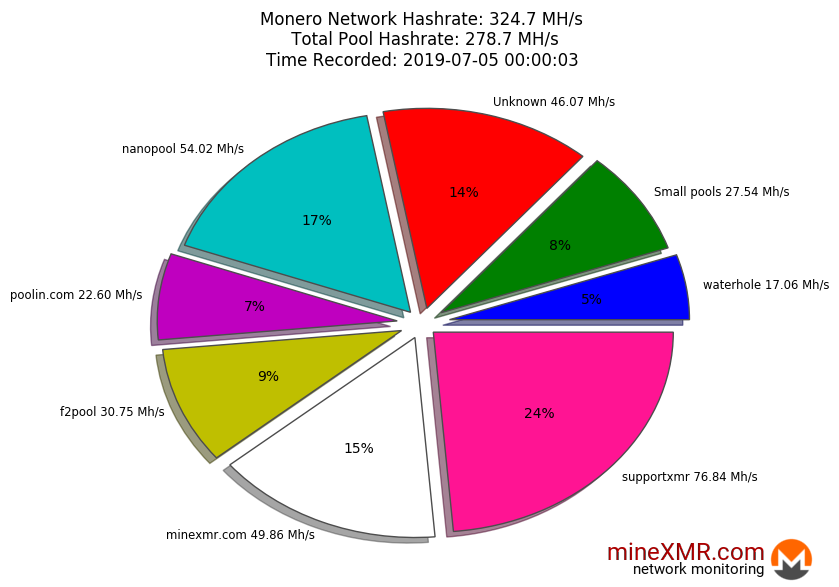 Monero Network Hashrate: 324.7 MH/s
Total Pool Hashrate: 278.7 MH/s
Time Recorded: 2019-07-05 00:00:03
Unknown 46.07 Mh/s
nanopool 54.02 Mh/s
14%
Small pools 27.54 Mh/s
17%
8%
waterhole 17.06 Mh/s
poolin.com 22.60 Mh/s
7%
5%
9%
f2pool 30.75 Mh/s
24%
15%
supportxmr 76.84 Mh/s
minexmr.com 49.86 Mh/s
mineXMR.com
network monitoring